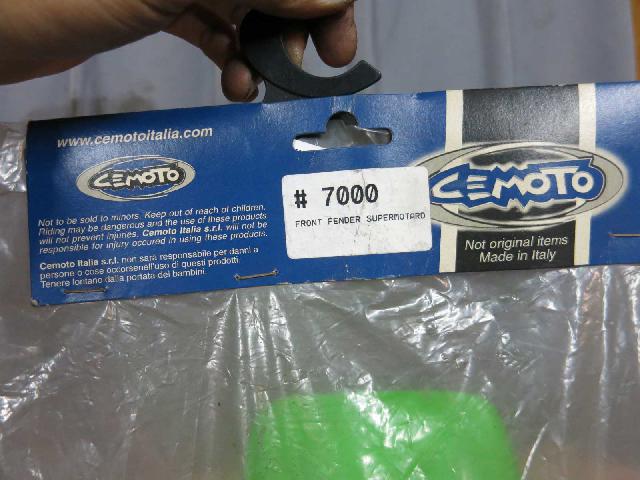 www.cemotoitalia.com
CEMOTO
Not to be sold to minors. Keep out of reach of children.
Riding may be dangerous and the use of these products
will not prevent injuries. Cemoto Italia s.r.l. will not be
responsible for injury occured in using these products.
Cemoto Italia s.r.l. non sarà responsabile per danni a
persone o cose occorsenell'uso di questi prodotti.
Tenere lontano dalla portata dei bambini.
# 7000
FRONT FENDER SUPERMOTARD
CEMOTO
Not original items
Made in Italy